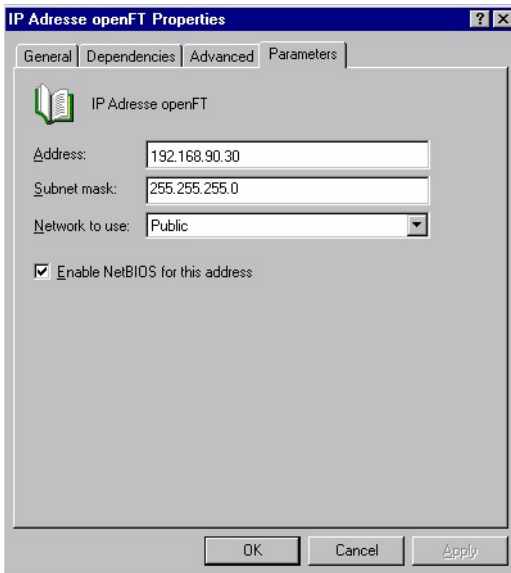 IP Adresse openFT Properties
General Dependencies Advanced Parameters
IP Adresse openFT
Address: 192.168.90.30
Subnet mask: 255.255.255.0
Network to use: Public
Enable NetBIOS for this address
OK Cancel Apply